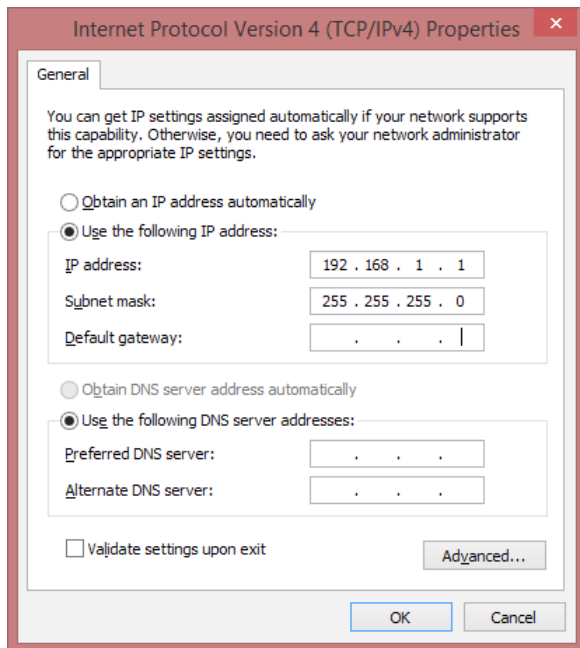 Internet Protocol Version 4 (TCP/IPv4) Properties
General
You can get IP settings assigned automatically if your network supports
this capability. Otherwise, you need to ask your network administrator
for the appropriate IP settings.
Obtain an IP address automatically
Use the following IP address:
IP address: 192 . 168 . 1 . 1
Subnet mask: 255 . 255 . 255 . 0
Default gateway: . . .
Obtain DNS server address automatically
Use the following DNS server addresses:
Preferred DNS server: . . .
Alternate DNS server: . . .
Validate settings upon exit
Advanced...
OK Cancel